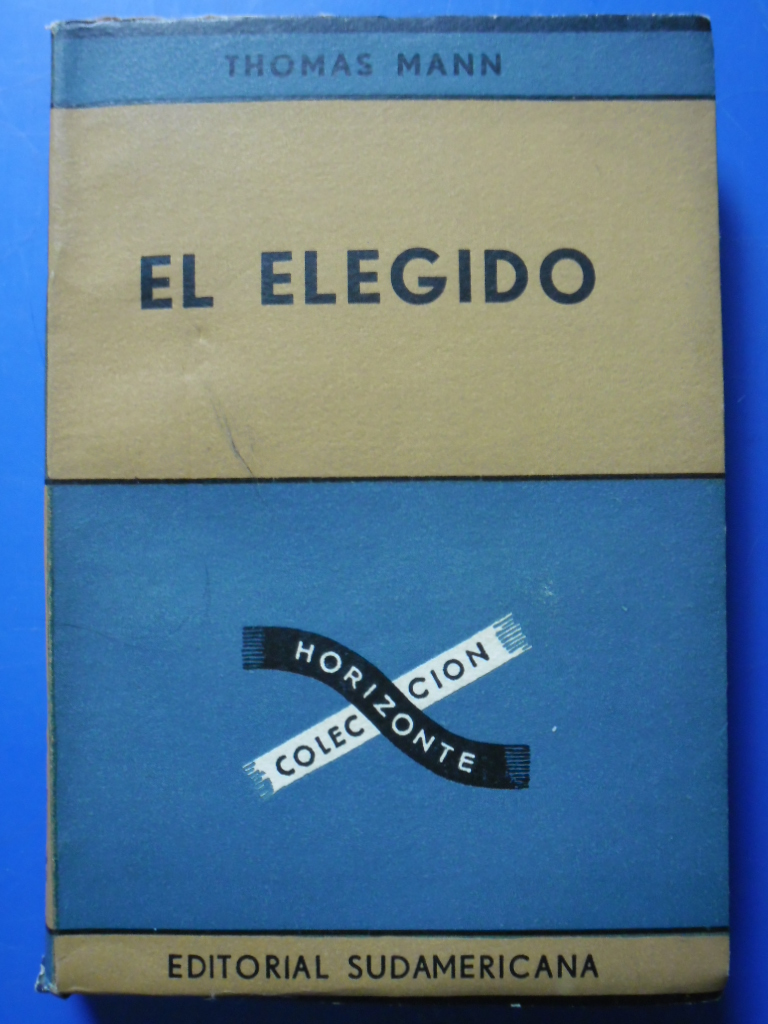 THOMAS MANN
EL ELEGIDO
COLECCION
HORIZONTE
EDITORIAL SUDAMERICANA